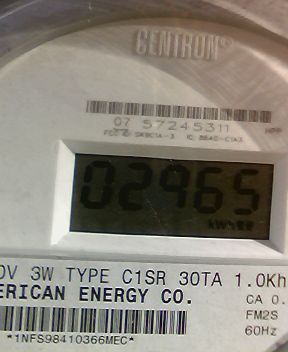 CENTRON®
07 57245311
02965
kWh
0V 3W TYPE C1SR 30TA 1.0Kh
ERICAN ENERGY CO. CA 0.
FM2S
60Hz
*1NFS98410366MEC*